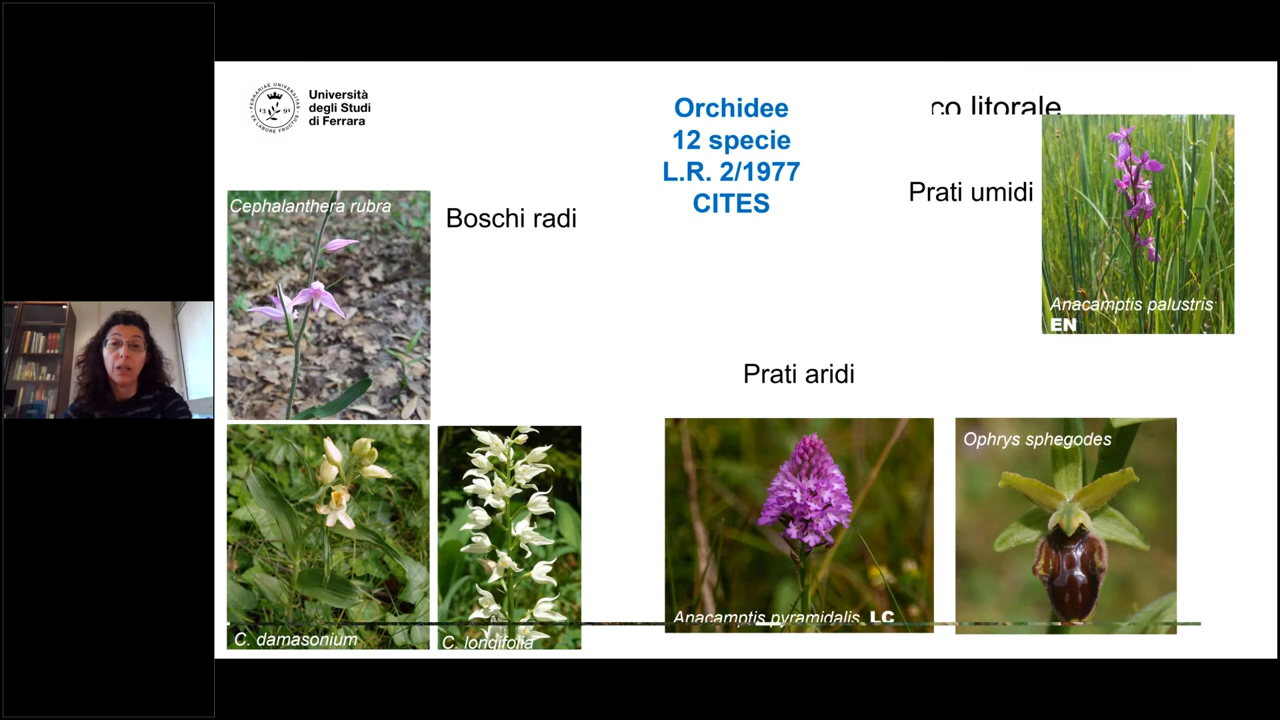 Università
degli Studi
di Ferrara
Orchidee
12 specie
L.R. 2/1977
CITES
co litorale
Prati umidi
Cephalanthera rubra
Boschi radi
Anacamptis palustris
EN
Prati aridi
Ophrys sphegodes
Anacamptis pyramidalis LC
C. damasonium
C. longifolia